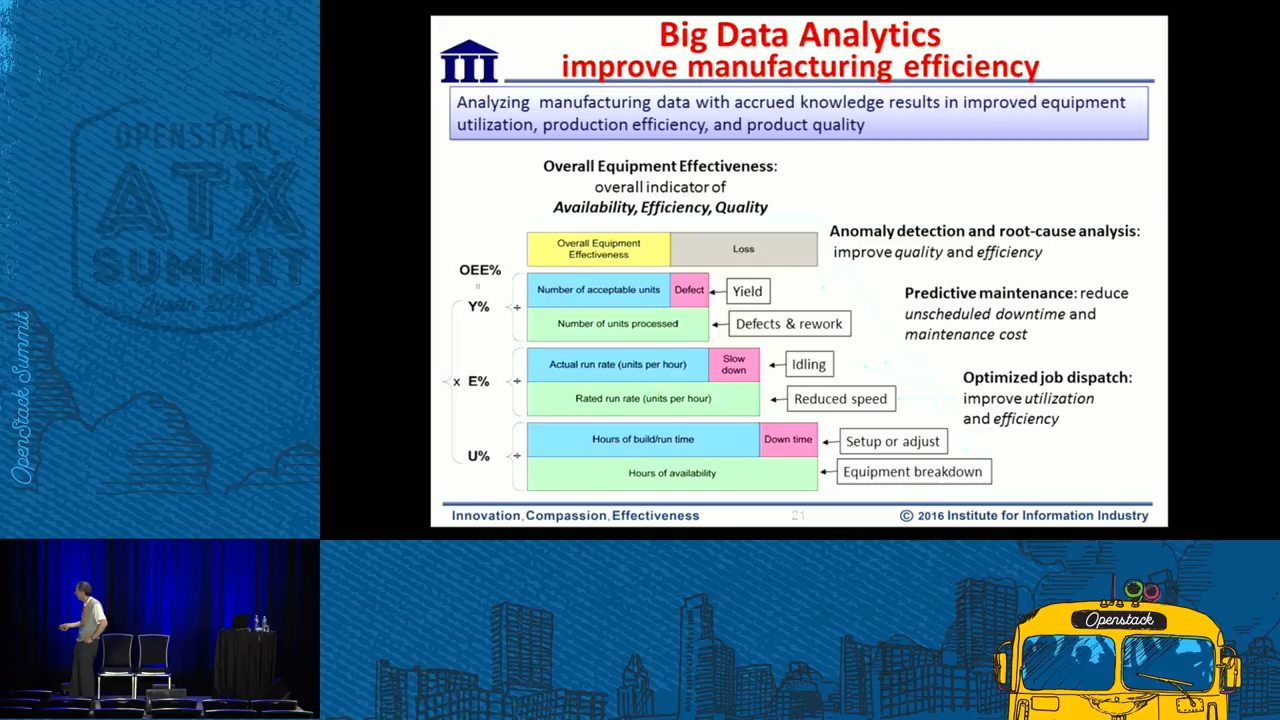 Big Data Analytics
improve manufacturing efficiency
Analyzing manufacturing data with accrued knowledge results in improved equipment
utilization, production efficiency, and product quality
Overall Equipment Effectiveness:
overall indicator of
Availability, Efficiency, Quality
Overall Equipment
Effectiveness
Loss
OEE%
=
Y%
Number of acceptable units
Defect
Yield
÷
Number of units processed
Defects & rework
x
E%
Actual run rate (units per hour)
Slow
down
Idling
÷
Rated run rate (units per hour)
Reduced speed
U%
Hours of build/run time
Down time
Setup or adjust
÷
Hours of availability
Equipment breakdown
Anomaly detection and root-cause analysis:
improve quality and efficiency
Predictive maintenance: reduce
unscheduled downtime and
maintenance cost
Optimized job dispatch:
improve utilization
and efficiency
Innovation, Compassion, Effectiveness
21
© 2016 Institute for Information Industry
OPENSTACK
ATX
SUMMIT
OpenStack Summit
Openstack